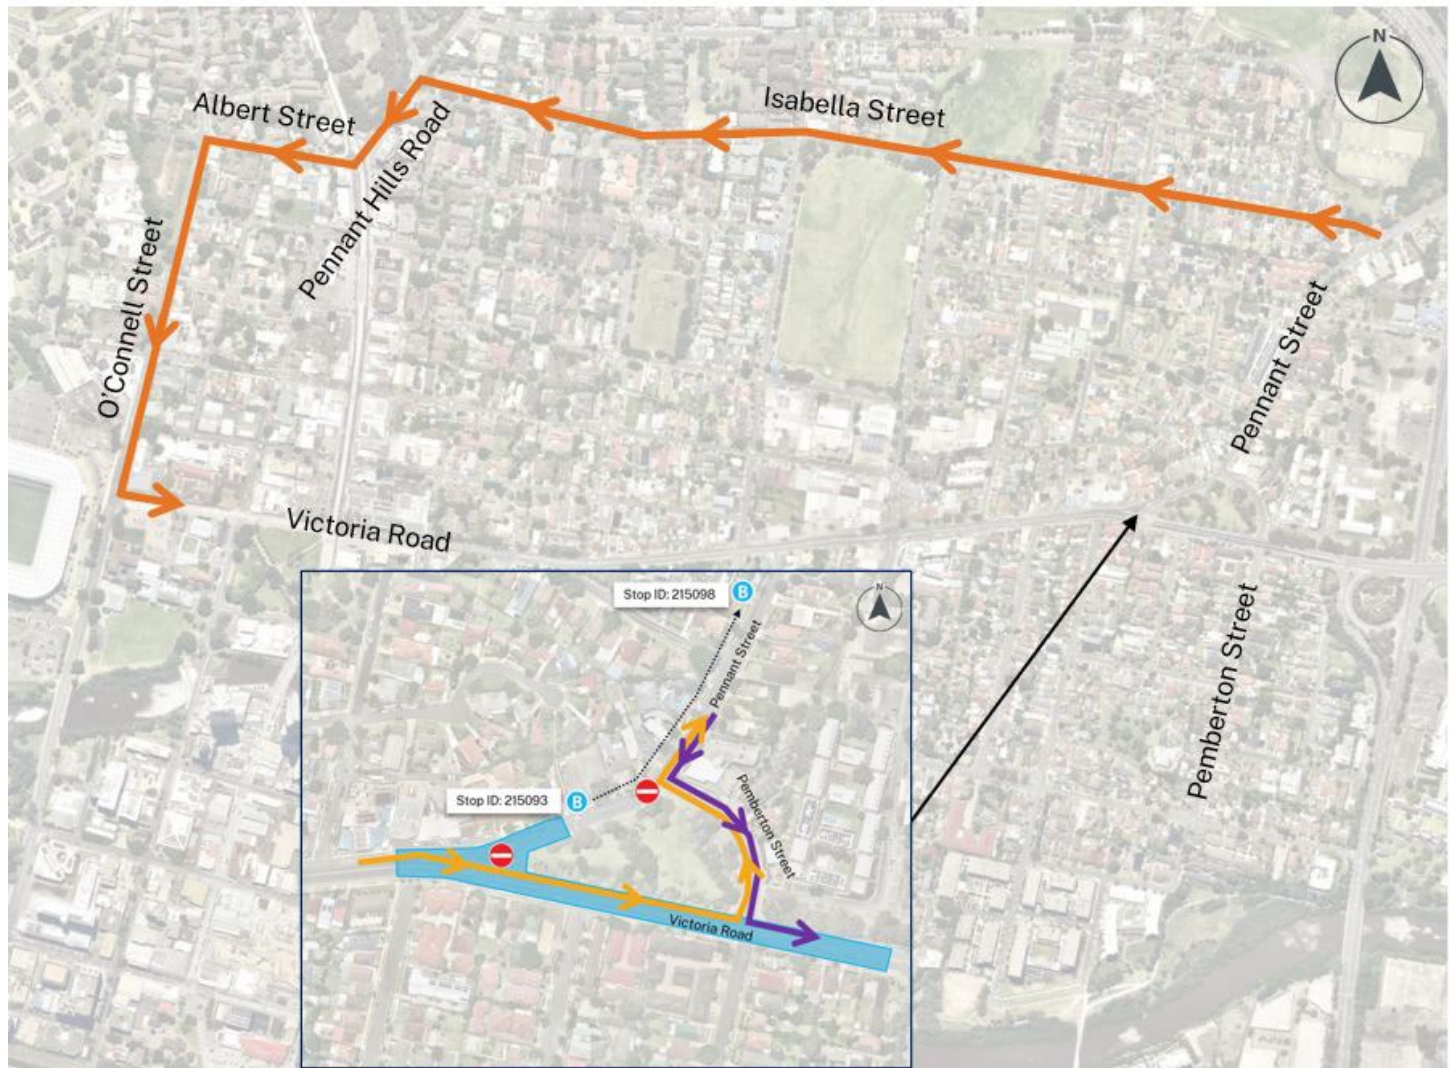 N
Isabella Street
Albert Street
Pennant Hills Road
O'Connell Street
Pennant Street
Victoria Road
Pemberton Street
Stop ID: 215098
B
N
Pennant Street
Stop ID: 215093
B
Pemberton Street
Victoria Road